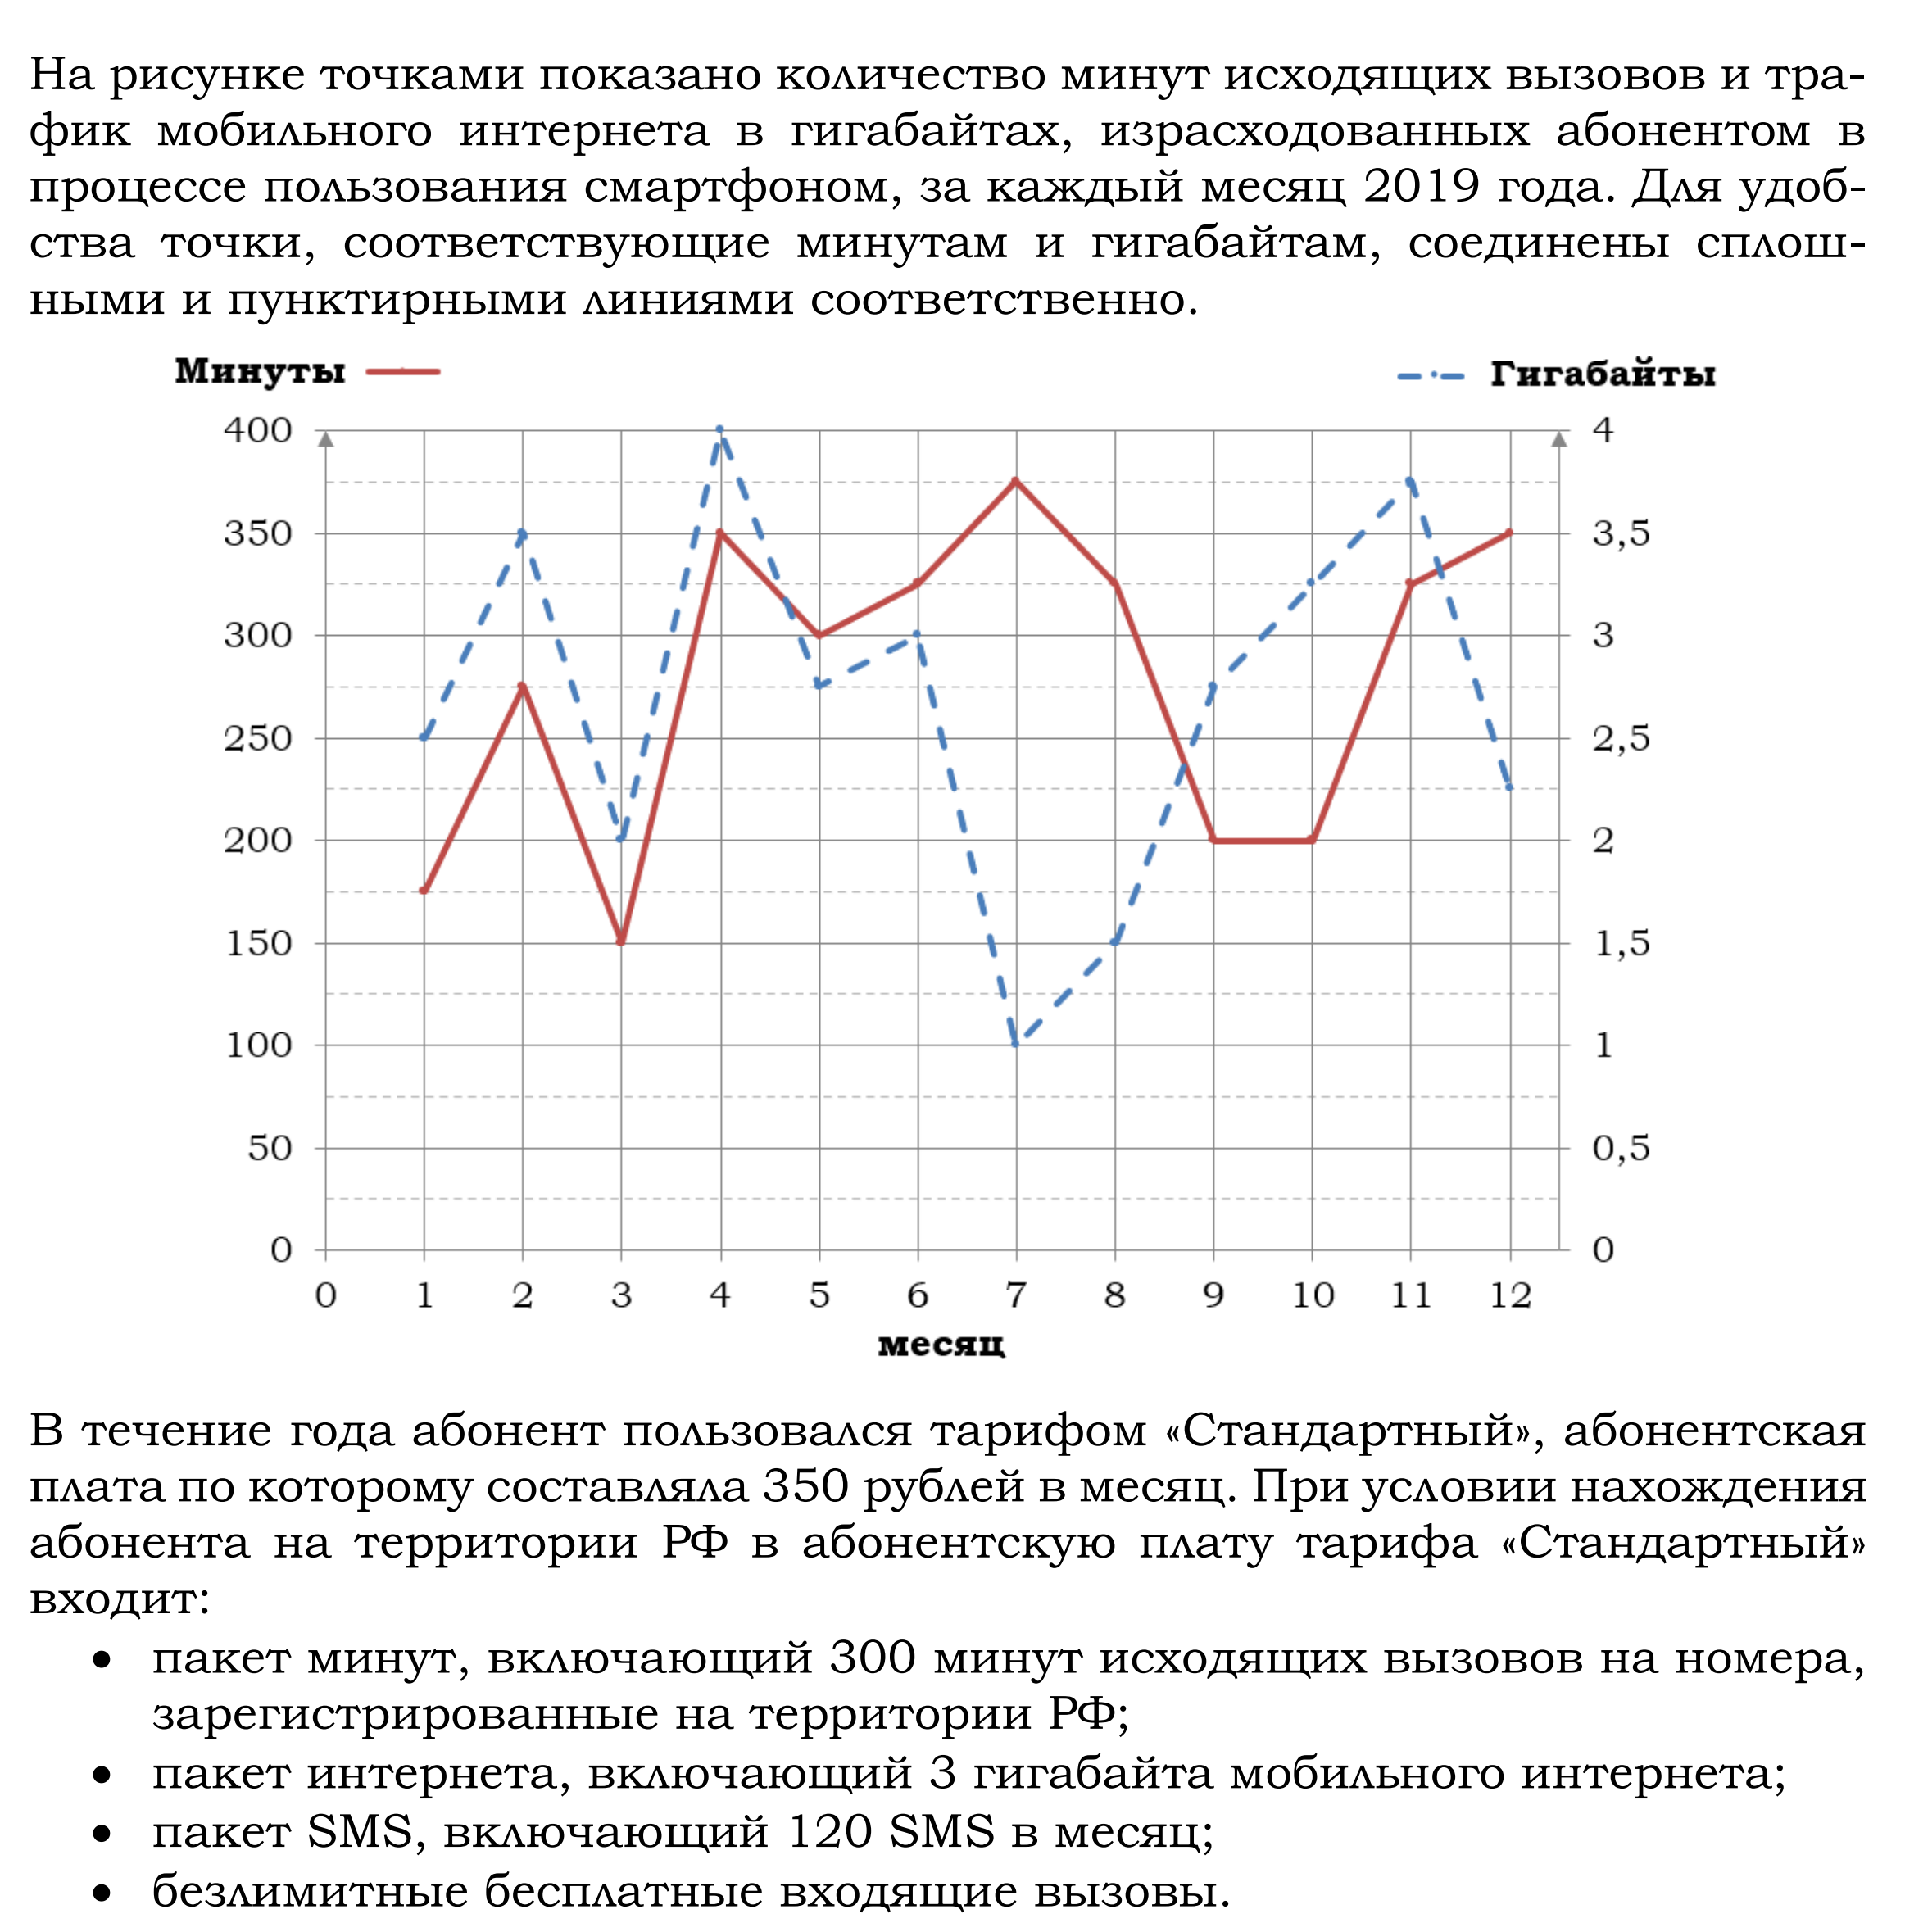 На рисунке точками показано количество минут исходящих вызовов и тра-
фик мобильного интернета в гигабайтах, израсходованных абонентом в
процессе пользования смартфоном, за каждый месяц 2019 года. Для удоб-
ства точки, соответствующие минутам и гигабайтам, соединены сплош-
ными и пунктирными линиями соответственно.
Минуты Гигабайты
400 4
350 3,5
300 3
250 2,5
200 2
150 1,5
100 1
50 0,5
0 0
0 1 2 3 4 5 6 7 8 9 10 11 12
месяц
В течение года абонент пользовался тарифом «Стандартный», абонентская
плата по которому составляла 350 рублей в месяц. При условии нахождения
абонента на территории РФ в абонентскую плату тарифа «Стандартный»
входит:
• пакет минут, включающий 300 минут исходящих вызовов на номера,
зарегистрированные на территории РФ;
• пакет интернета, включающий 3 гигабайта мобильного интернета;
• пакет SMS, включающий 120 SMS в месяц;
• безлимитные бесплатные входящие вызовы.